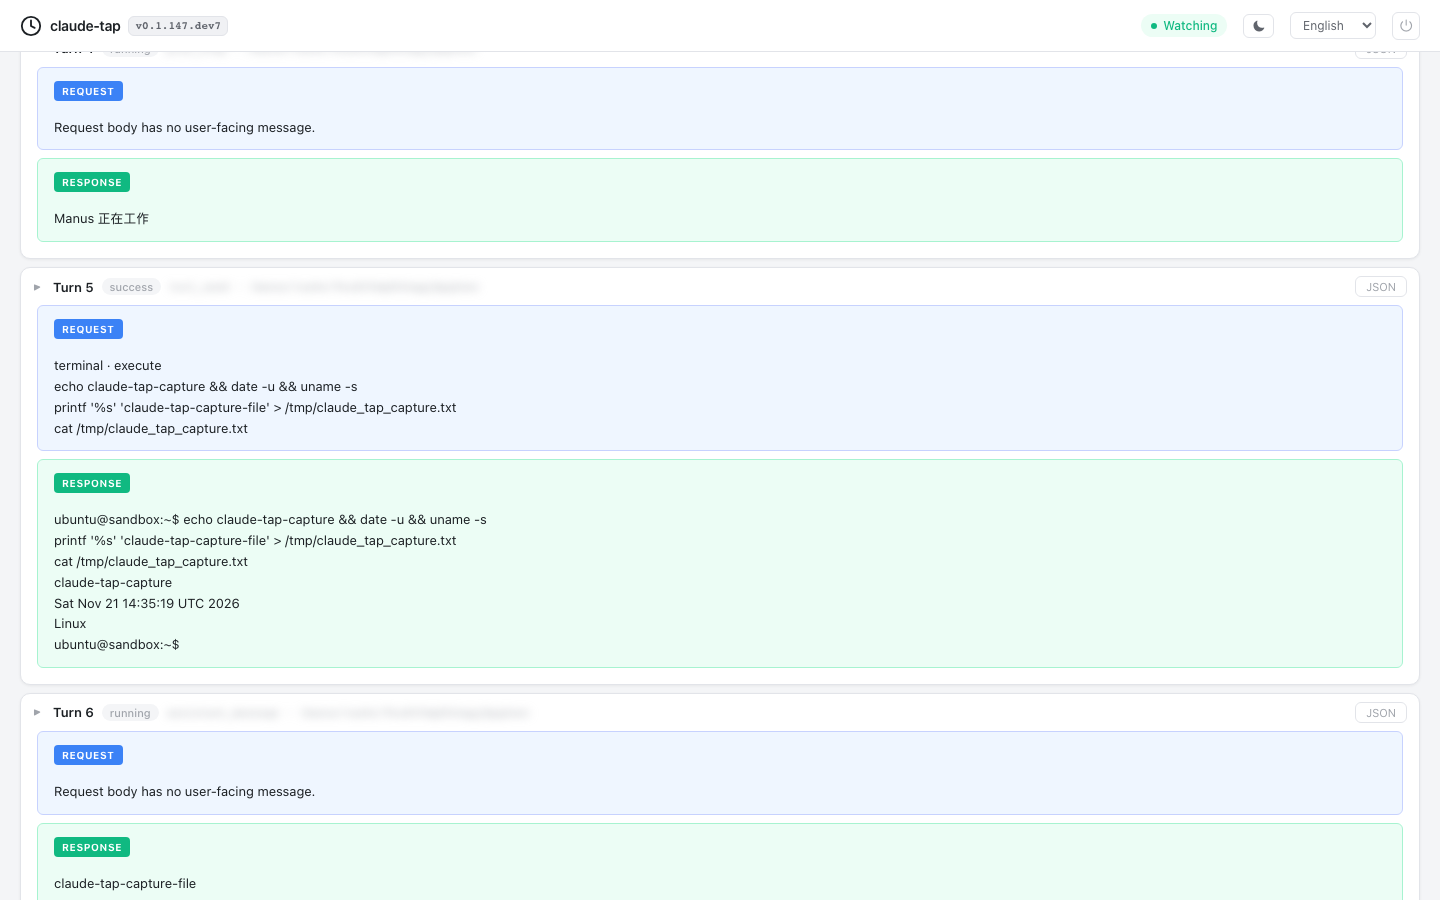 claude-tap v0.1.147.dev7
Watching
English
REQUEST
Request body has no user-facing message.
RESPONSE
Manus 正在工作
Turn 5 success
JSON
REQUEST
terminal · execute
echo claude-tap-capture && date -u && uname -s
printf '%s' 'claude-tap-capture-file' > /tmp/claude_tap_capture.txt
cat /tmp/claude_tap_capture.txt
RESPONSE
ubuntu@sandbox:~$ echo claude-tap-capture && date -u && uname -s
printf '%s' 'claude-tap-capture-file' > /tmp/claude_tap_capture.txt
cat /tmp/claude_tap_capture.txt
claude-tap-capture
Sat Nov 21 14:35:19 UTC 2026
Linux
ubuntu@sandbox:~$
Turn 6 running
JSON
REQUEST
Request body has no user-facing message.
RESPONSE
claude-tap-capture-file